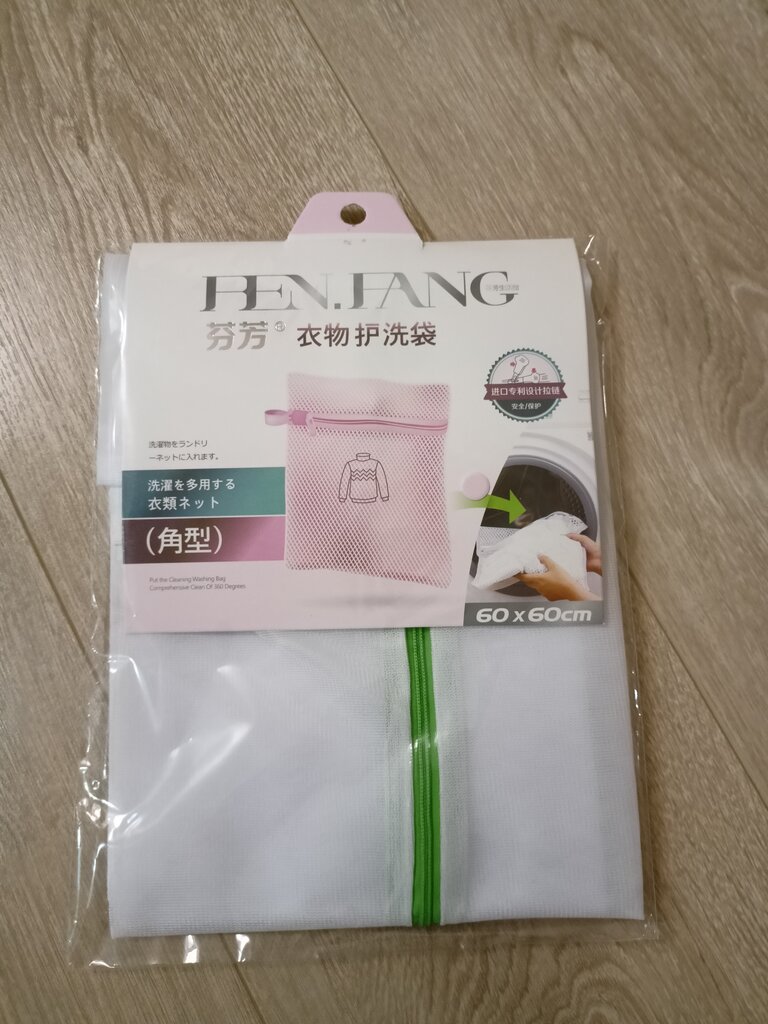 FEN.FANG
芬芳® 衣物护洗袋
进口专利设计拉链
安全/保护
洗濯物をランドリ
ーネットに入れます。
洗濯を多用する
衣類ネット
(角型)
Put the Cleaning Washing Bag
Comprehensive Clean Of 360 Degrees
60 x 60cm